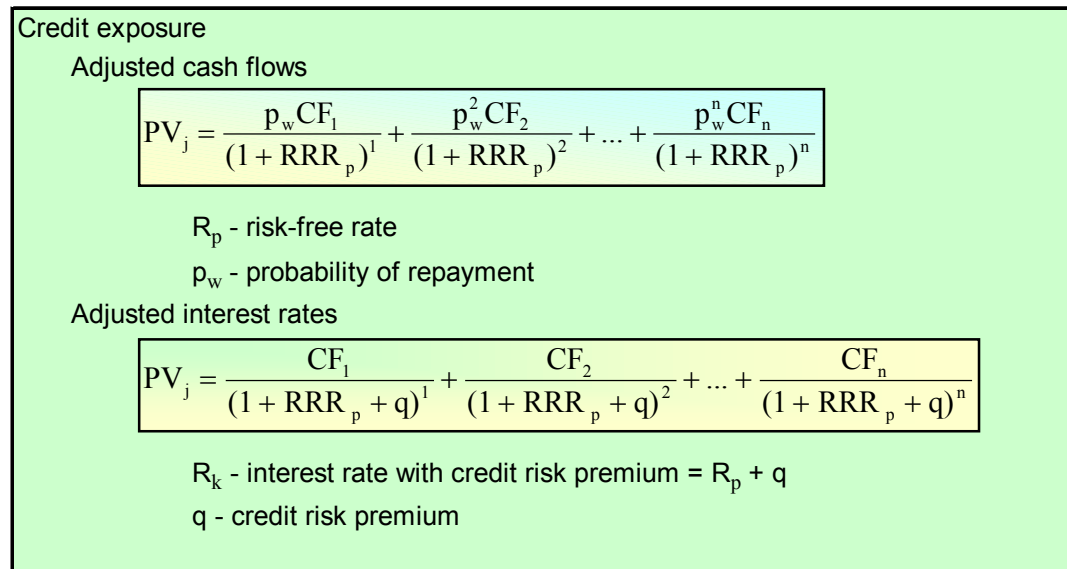 Credit exposure
Adjusted cash flows
PV_j = p_w CF_1 / (1 + RRR_p)^1 + p_w^2 CF_2 / (1 + RRR_p)^2 + ... + p_w^n CF_n / (1 + RRR_p)^n
R_p - risk-free rate
p_w - probability of repayment
Adjusted interest rates
PV_j = CF_1 / (1 + RRR_p + q)^1 + CF_2 / (1 + RRR_p + q)^2 + ... + CF_n / (1 + RRR_p + q)^n
R_k - interest rate with credit risk premium = R_p + q
q - credit risk premium